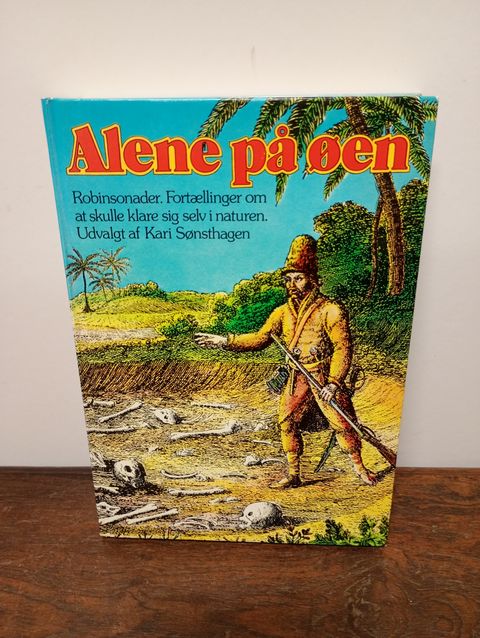 Alene på øen
Robinsonader. Fortællinger om
at skulle klare sig selv i naturen.
Udvalgt af Kari Sønsthagen